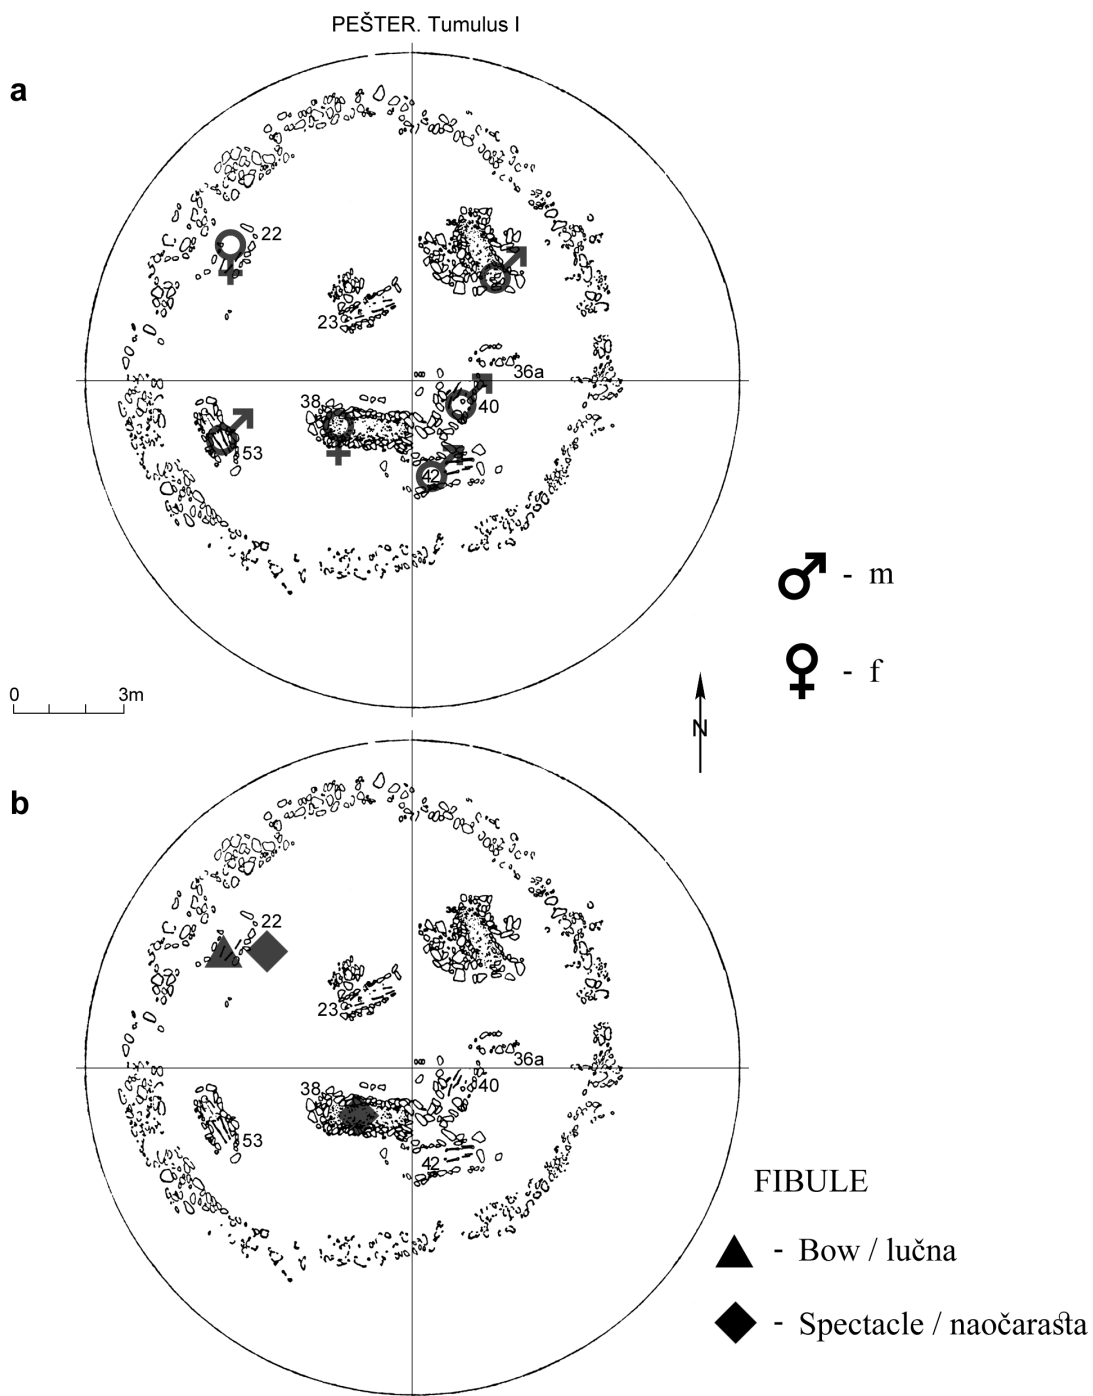 PEŠTER. Tumulus I
a
22
23
36a
38
40
53
42
- m
- f
0 3m
N
b
22
23
36a
38
40
53
42
FIBULE
- Bow / lučna
- Spectacle / naočarasta